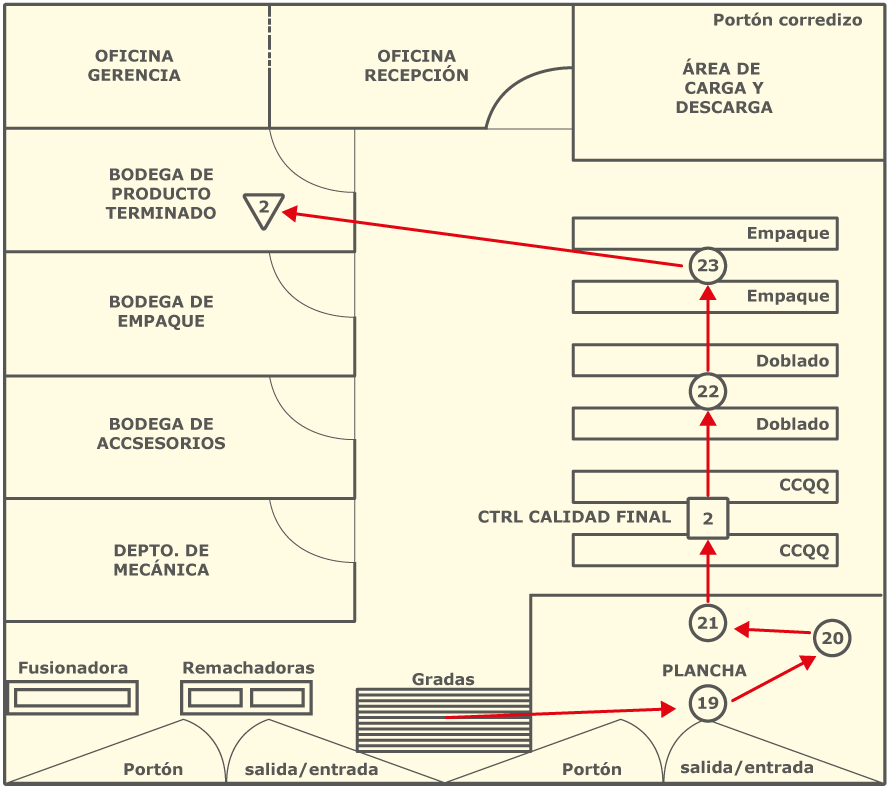 Portón corredizo
OFICINA
GERENCIA
OFICINA
RECEPCIÓN
ÁREA DE
CARGA Y
DESCARGA
BODEGA DE
PRODUCTO
TERMINADO
2
Empaque
23
Empaque
BODEGA DE
EMPAQUE
Doblado
22
Doblado
BODEGA DE
ACCSESORIOS
CCQQ
CTRL CALIDAD FINAL
2
CCQQ
DEPTO. DE
MECÁNICA
21
20
Fusionadora
Remachadoras
Gradas
PLANCHA
19
Portón
salida/entrada
Portón
salida/entrada